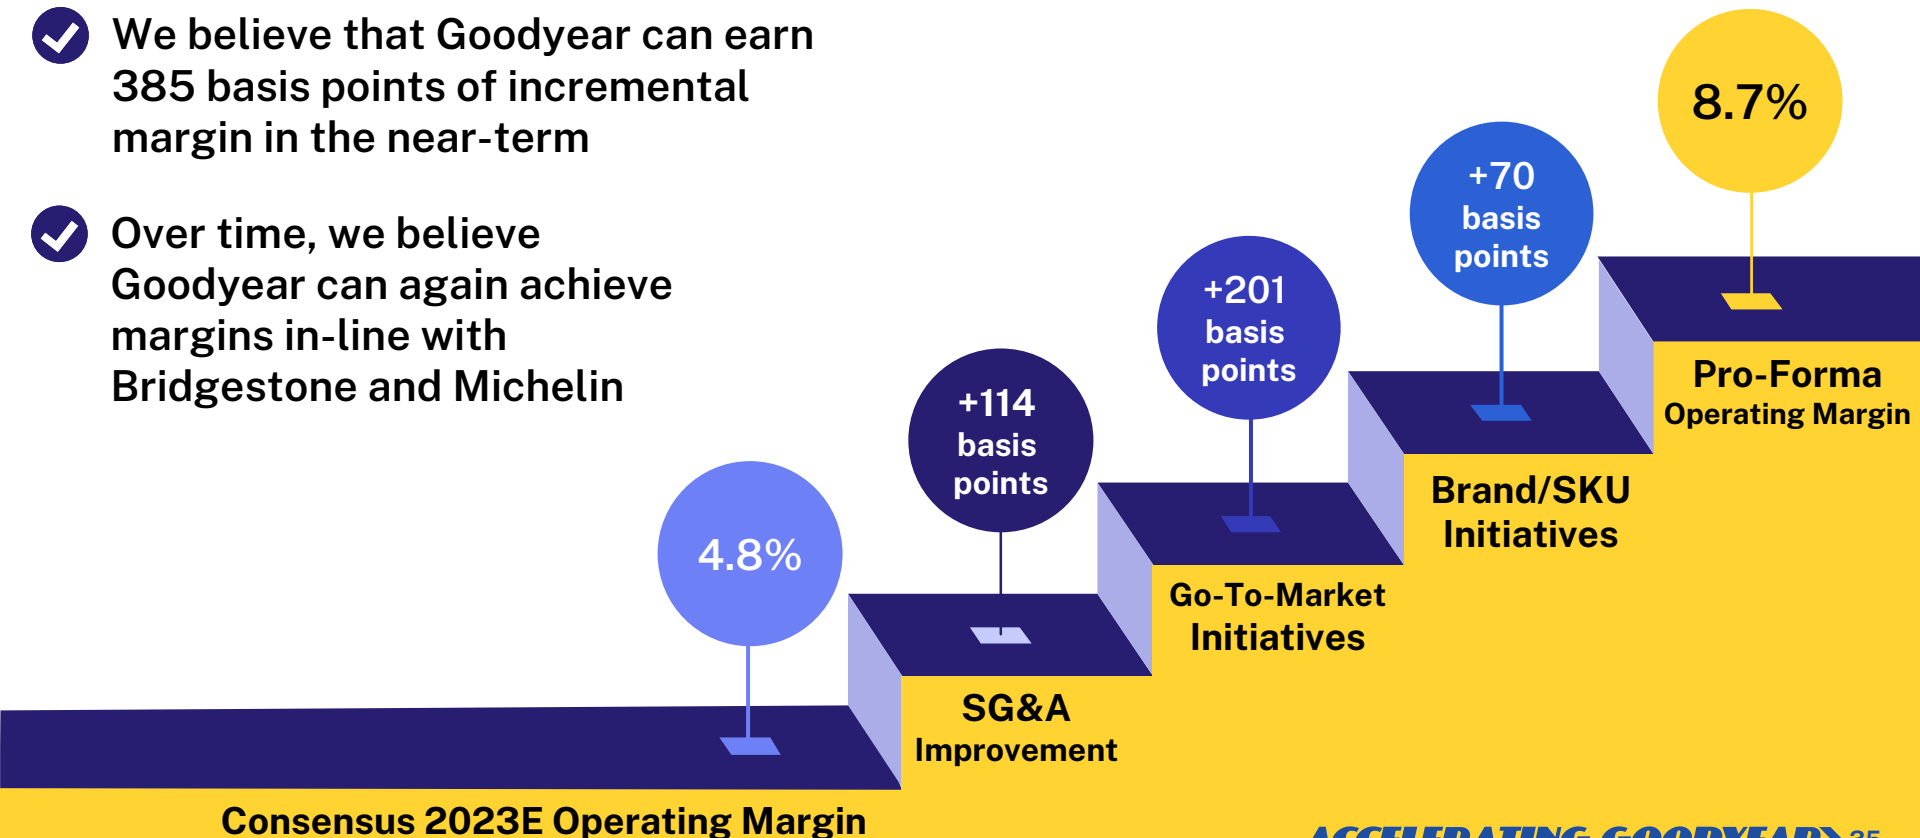 We believe that Goodyear can earn
385 basis points of incremental
margin in the near-term
Over time, we believe
Goodyear can again achieve
margins in-line with
Bridgestone and Michelin
4.8%
Consensus 2023E Operating Margin
+114
basis
points
SG&A
Improvement
+201
basis
points
Go-To-Market
Initiatives
+70
basis
points
Brand/SKU
Initiatives
8.7%
Pro-Forma
Operating Margin
ACCELERATING GOODYEAR 35